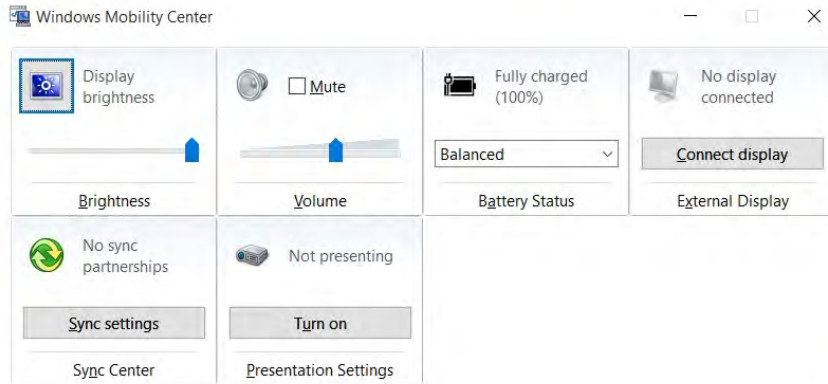 Windows Mobility Center
Display
brightness
Brightness
Mute
Volume
Fully charged
(100%)
Balanced
Battery Status
No display
connected
Connect display
External Display
No sync
partnerships
Sync settings
Sync Center
Not presenting
Turn on
Presentation Settings